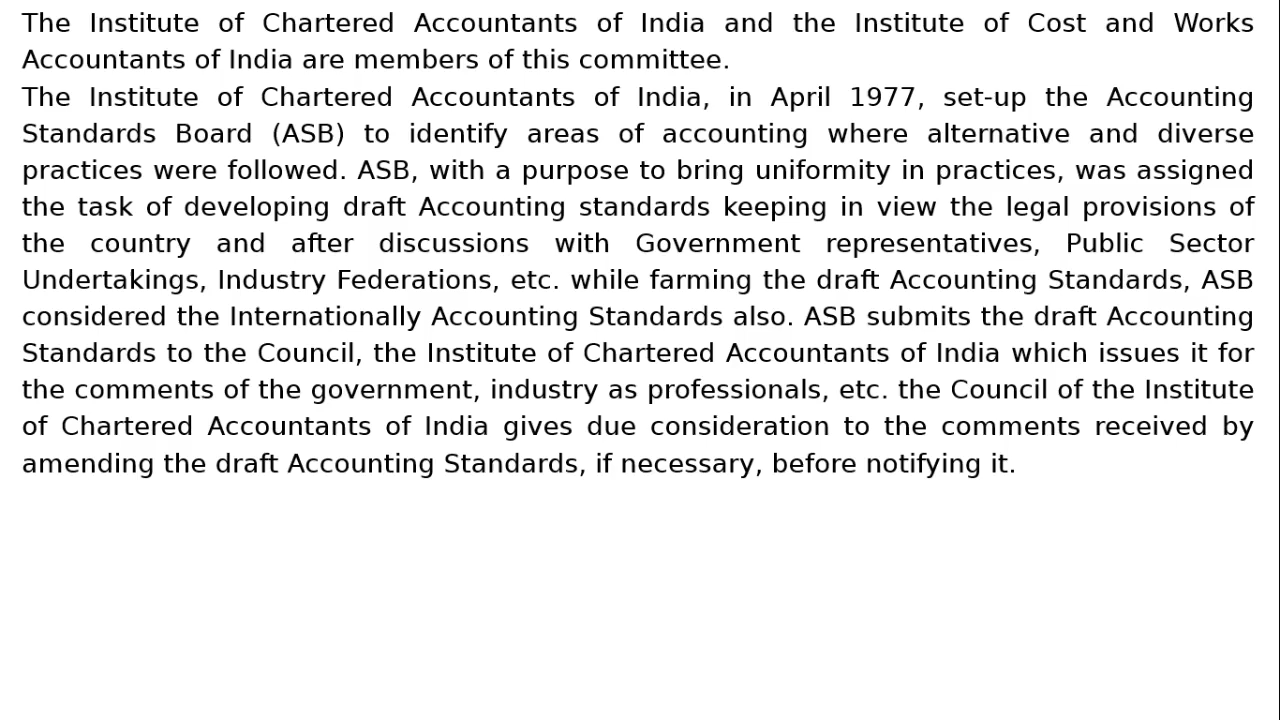 The Institute of Chartered Accountants of India and the Institute of Cost and Works
Accountants of India are members of this committee.
The Institute of Chartered Accountants of India, in April 1977, set-up the Accounting
Standards Board (ASB) to identify areas of accounting where alternative and diverse
practices were followed. ASB, with a purpose to bring uniformity in practices, was assigned
the task of developing draft Accounting standards keeping in view the legal provisions of
the country and after discussions with Government representatives, Public Sector
Undertakings, Industry Federations, etc. while farming the draft Accounting Standards, ASB
considered the Internationally Accounting Standards also. ASB submits the draft Accounting
Standards to the Council, the Institute of Chartered Accountants of India which issues it for
the comments of the government, industry as professionals, etc. the Council of the Institute
of Chartered Accountants of India gives due consideration to the comments received by
amending the draft Accounting Standards, if necessary, before notifying it.